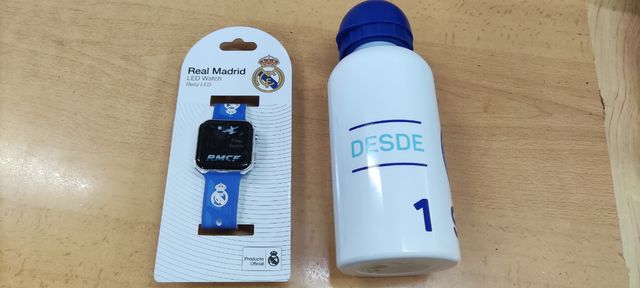 Real Madrid
LED Watch
Reloj LED
RMCF
Producto
Oficial
DESDE
1